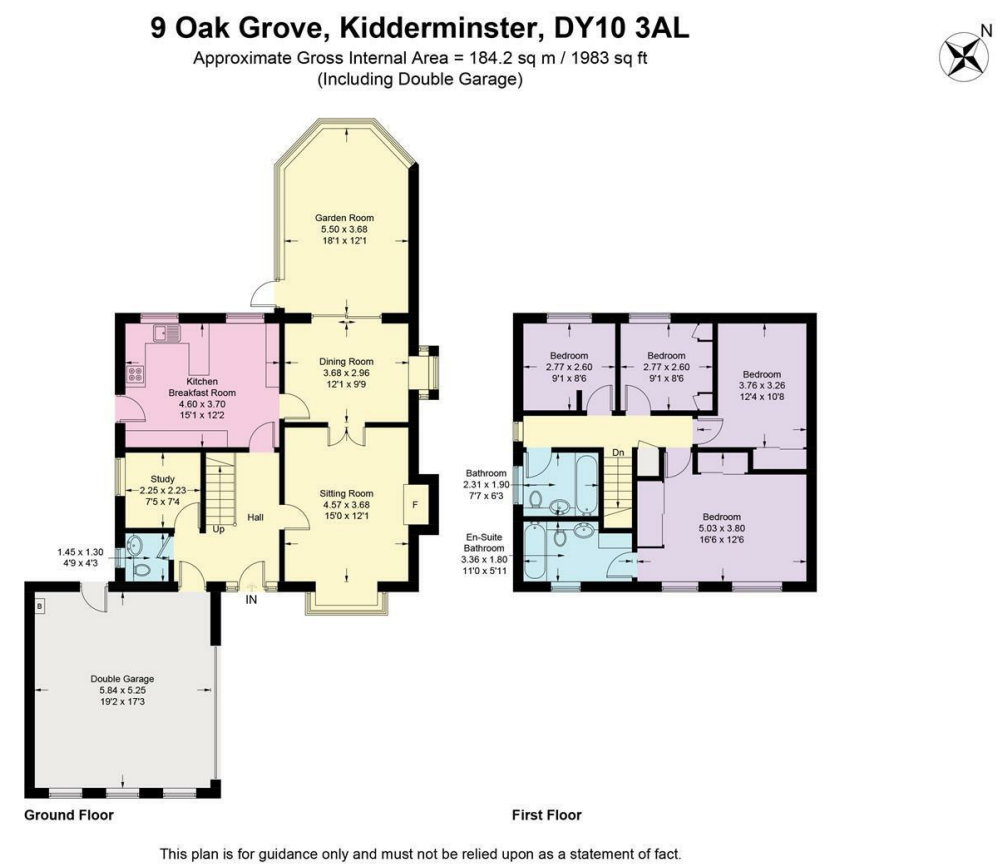 9 Oak Grove, Kidderminster, DY10 3AL
Approximate Gross Internal Area = 184.2 sq m / 1983 sq ft
(Including Double Garage)
N
Garden Room
5.50 x 3.68
18'1 x 12'1
Dining Room
3.68 x 2.96
12'1 x 9'9
Kitchen
Breakfast Room
4.60 x 3.70
15'1 x 12'2
Study
2.25 x 2.23
7'5 x 7'4
Up
Hall
Sitting Room
4.57 x 3.68
15'0 x 12'1
F
1.45 x 1.30
4'9 x 4'3
IN
B
Double Garage
5.84 x 5.25
19'2 x 17'3
Ground Floor
Bedroom
2.77 x 2.60
9'1 x 8'6
Bedroom
2.77 x 2.60
9'1 x 8'6
Bedroom
3.76 x 3.26
12'4 x 10'8
Dn
Bathroom
2.31 x 1.90
7'7 x 6'3
Bedroom
5.03 x 3.80
16'6 x 12'6
En-Suite
Bathroom
3.36 x 1.80
11'0 x 5'11
First Floor
This plan is for guidance only and must not be relied upon as a statement of fact.